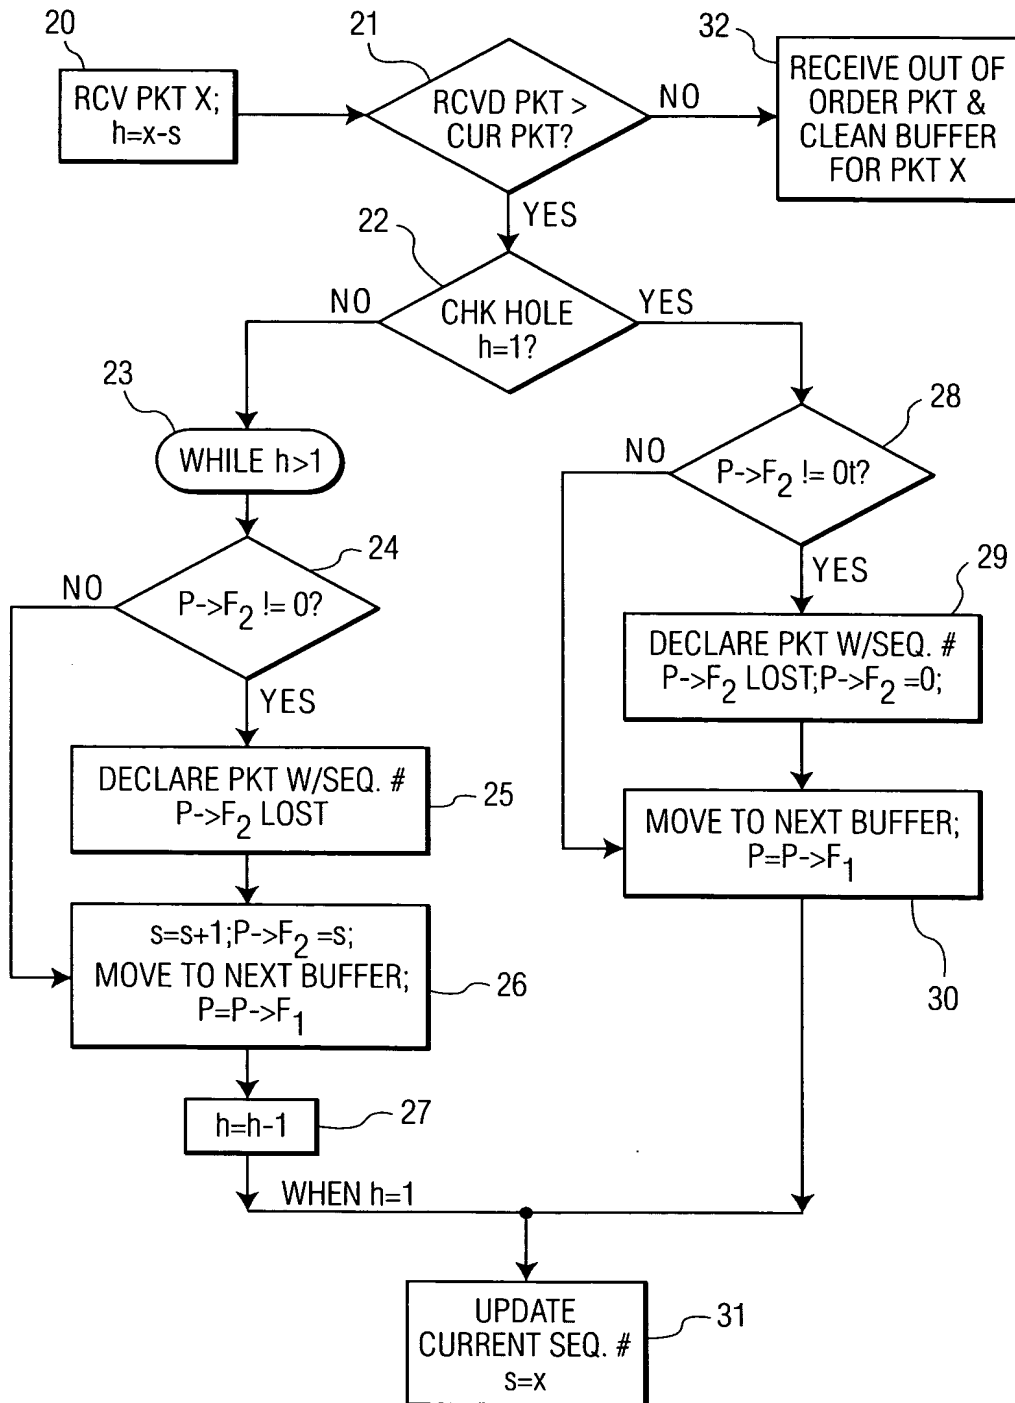 20
RCV PKT X;
h=x-s
21
RCVD PKT >
CUR PKT?
NO
32
RECEIVE OUT OF
ORDER PKT &
CLEAN BUFFER
FOR PKT X
YES
22
CHK HOLE
h=1?
NO
YES
23
WHILE h>1
28
P->F2 != 0t?
NO
YES
24
P->F2 != 0?
NO
YES
29
DECLARE PKT W/SEQ. #
P->F2 LOST;P->F2 =0;
25
DECLARE PKT W/SEQ. #
P->F2 LOST
MOVE TO NEXT BUFFER;
P=P->F1
30
s=s+1;P->F2 =s;
MOVE TO NEXT BUFFER;
P=P->F1
26
h=h-1
27
WHEN h=1
UPDATE
CURRENT SEQ. #
s=x
31